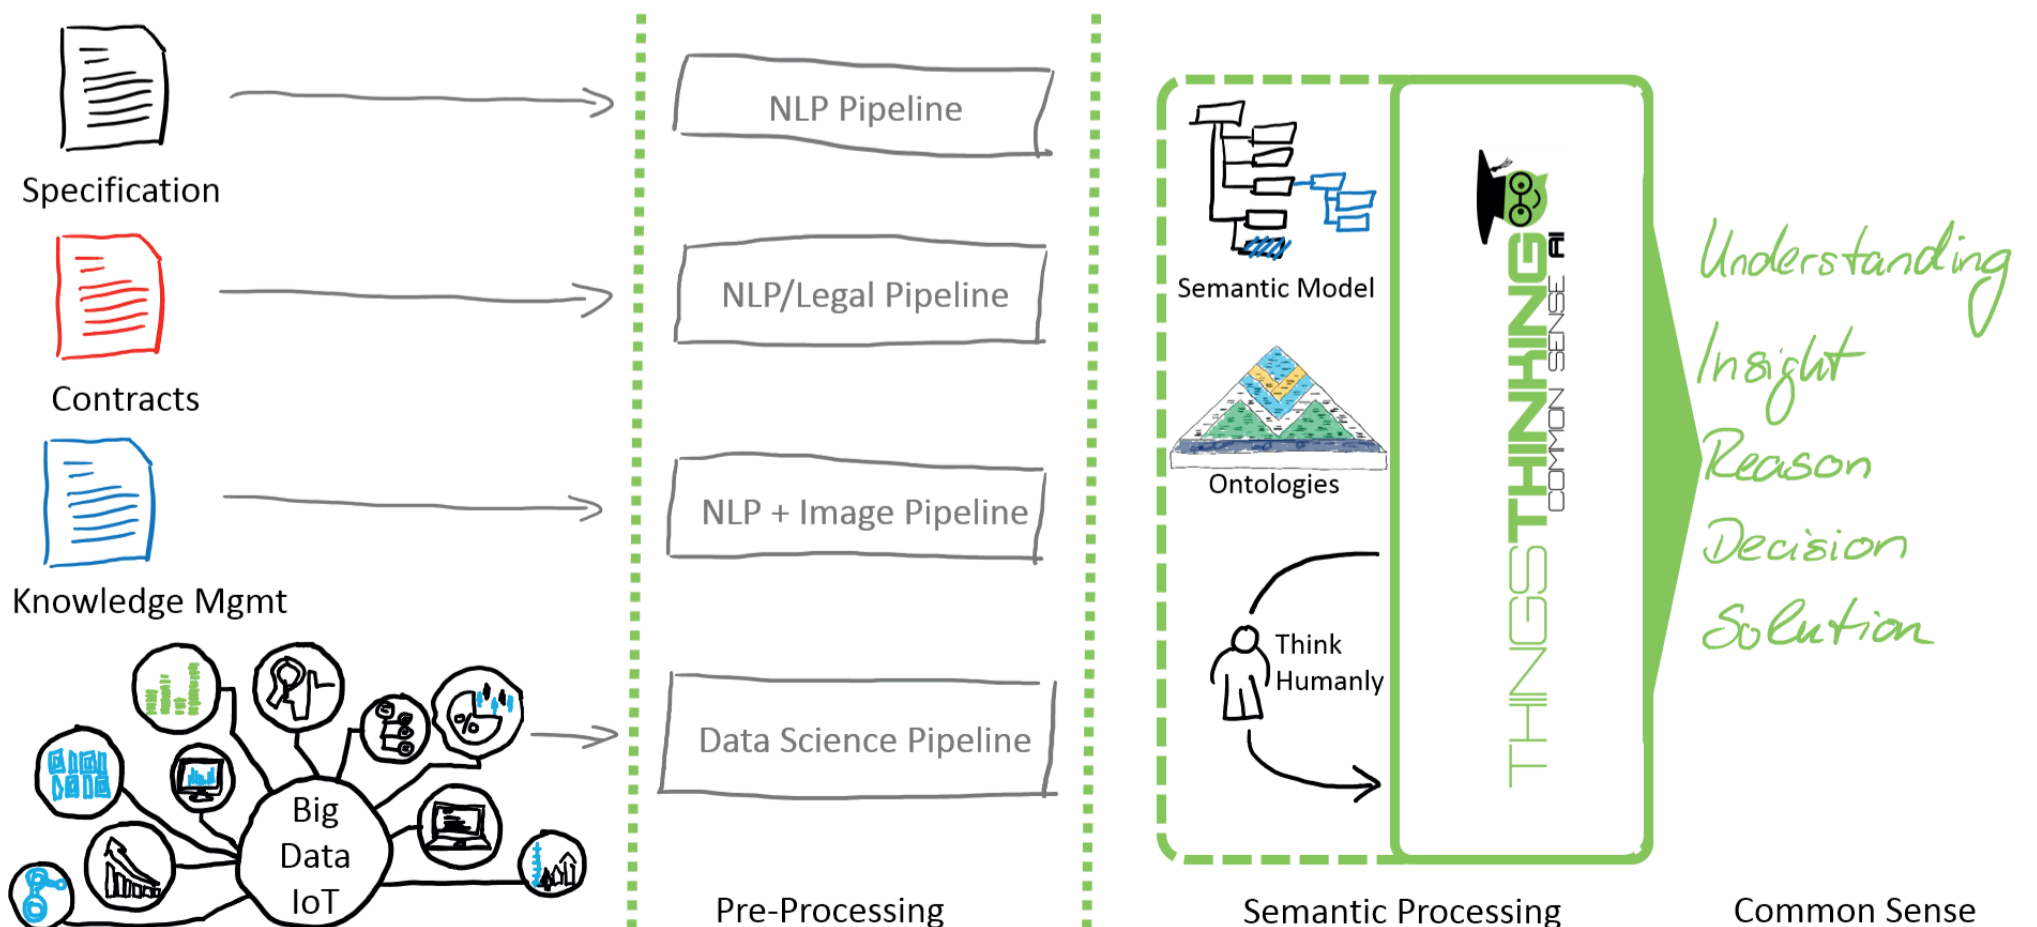 Specification
Contracts
Knowledge Mgmt
Big
Data
IoT
%
NLP Pipeline
NLP/Legal Pipeline
NLP + Image Pipeline
Data Science Pipeline
Pre-Processing
Semantic Model
Ontologies
Think
Humanly
THINGSTHINKING
COMMON SENSE AI
Semantic Processing
Understanding
Insight
Reason
Decision
Solution
Common Sense